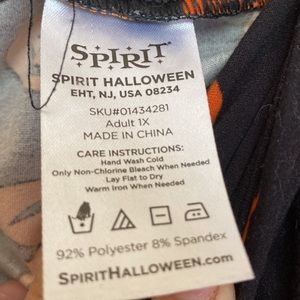 SPIRIT
SPIRIT HALLOWEEN
EHT, NJ, USA 08234
SKU#01434281
Adult 1X
MADE IN CHINA
CARE INSTRUCTIONS:
Hand Wash Cold
Only Non-Chlorine Bleach When Needed
Lay Flat to Dry
Warm Iron When Needed
92% Polyester 8% Spandex
SPIRITHALLOWEEN.com